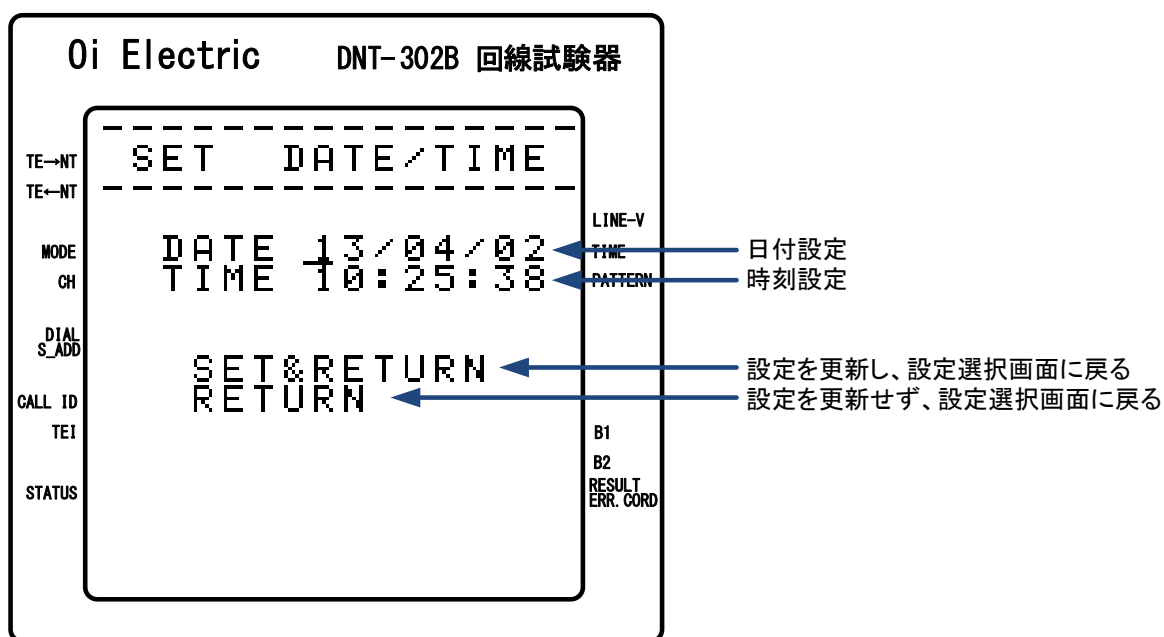 Oi Electric DNT-302B 回線試験器
SET DATE/TIME
TE→NT
TE←NT
LINE-V
MODE
DATE 13/04/02
TIME
日付設定
CH
TIME 10:25:38
PATTERN
時刻設定
DIAL
S_ADD
SET&RETURN
設定を更新し、設定選択画面に戻る
CALL ID
RETURN
設定を更新せず、設定選択画面に戻る
TEI
B1
B2
STATUS
RESULT
ERR.CORD